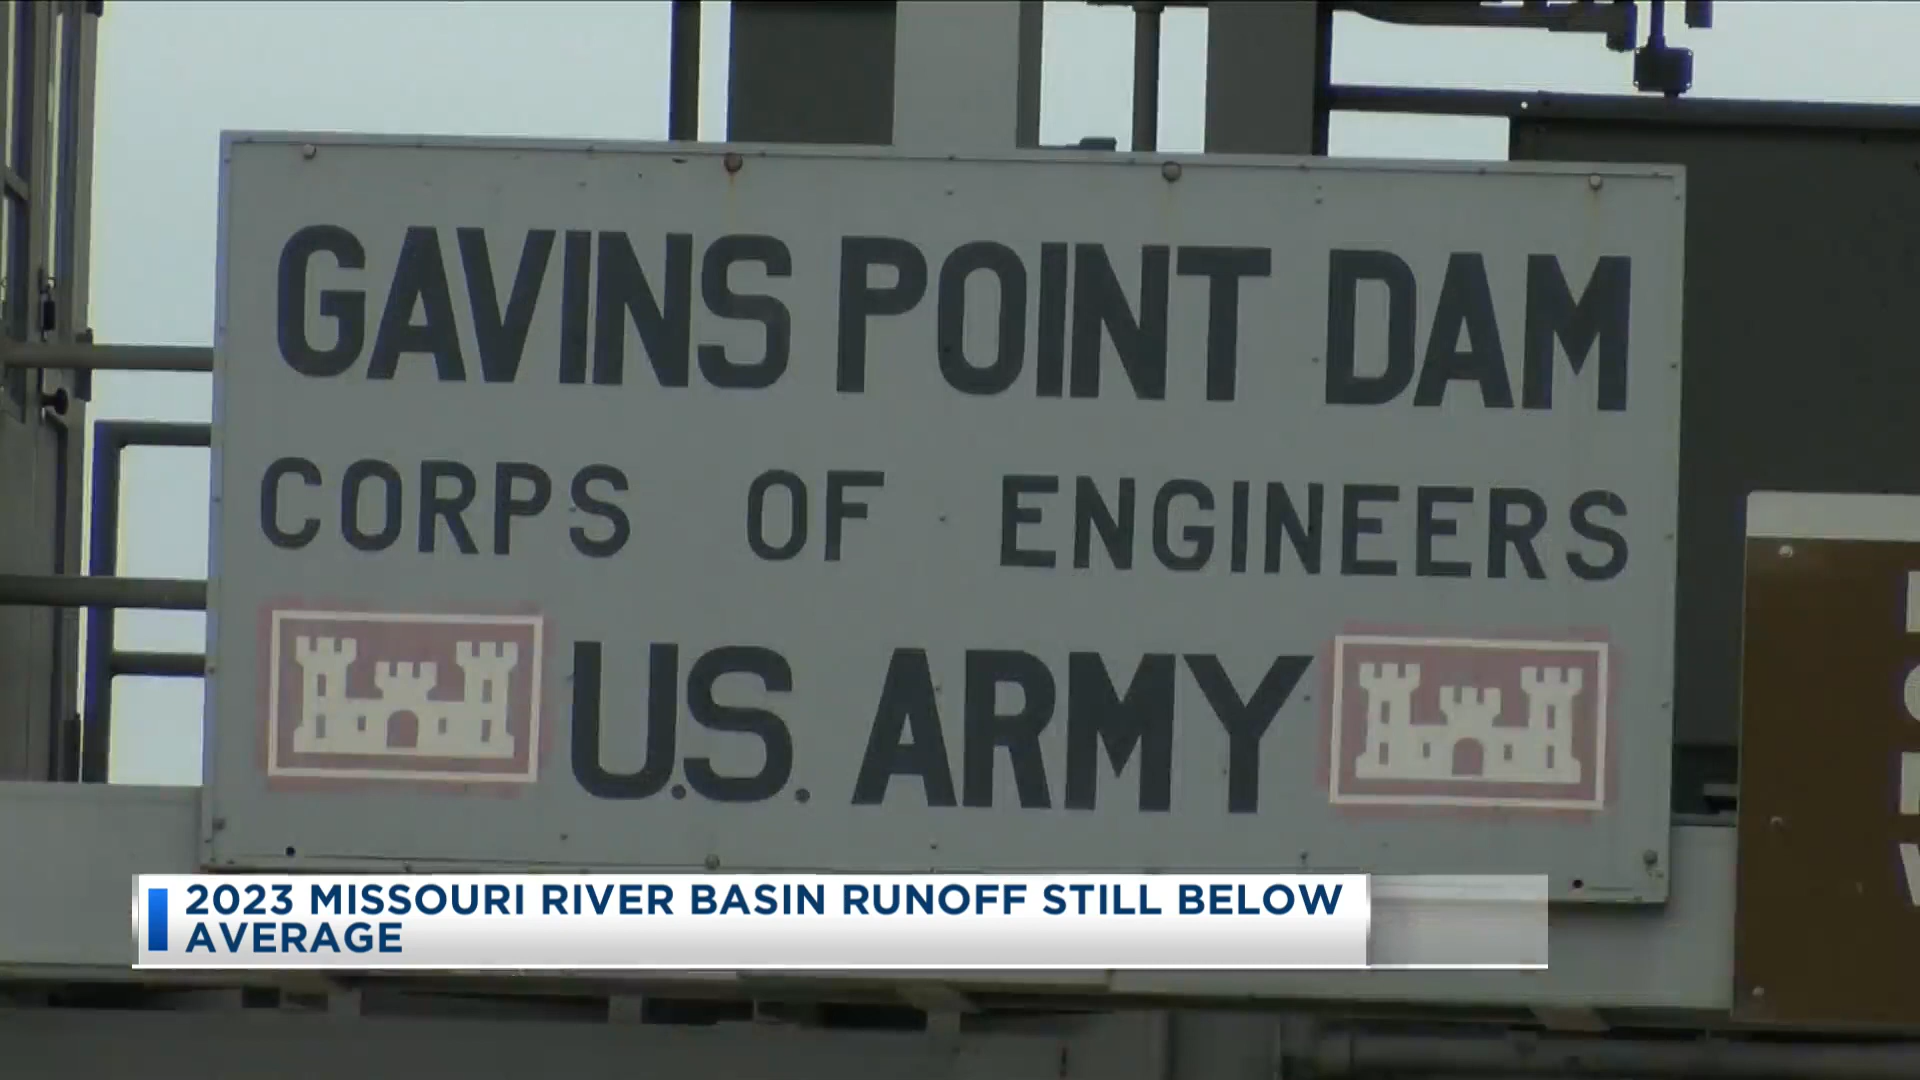 GAVINS POINT DAM
CORPS OF ENGINEERS
U.S. ARMY
2023 MISSOURI RIVER BASIN RUNOFF STILL BELOW
AVERAGE